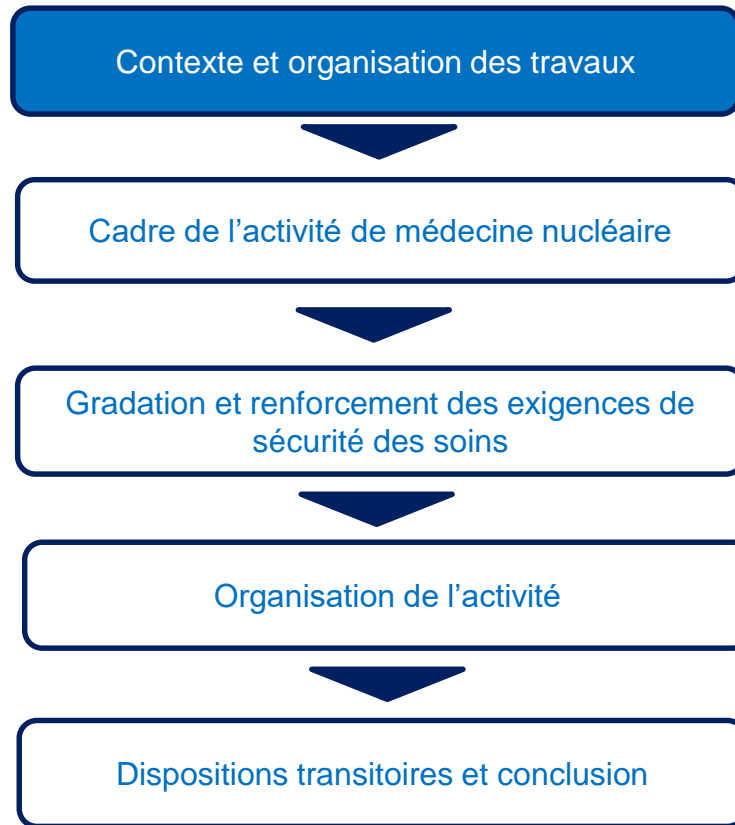 Contexte et organisation des travaux
Cadre de l’activité de médecine nucléaire
Gradation et renforcement des exigences de
sécurité des soins
Organisation de l’activité
Dispositions transitoires et conclusion